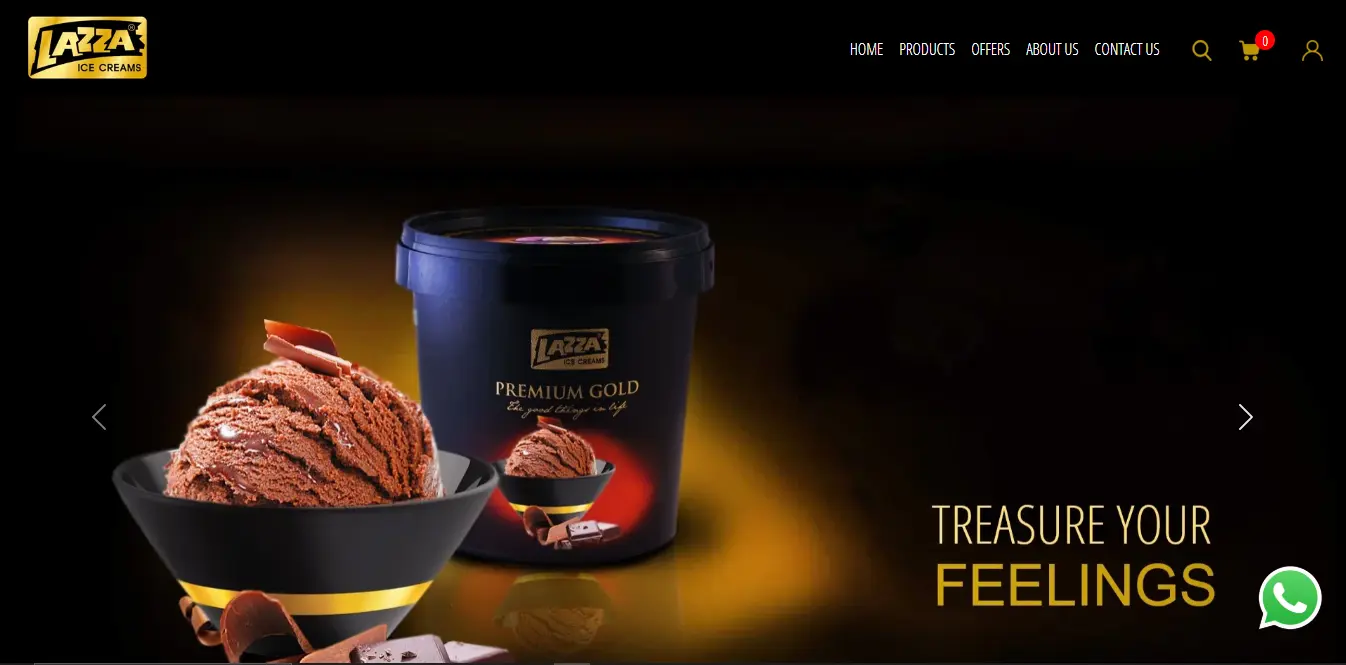 LAZZA®
ICE CREAMS
HOME PRODUCTS OFFERS ABOUT US CONTACT US
0
LAZZA
ICE CREAMS
PREMIUM GOLD
The good things in life
TREASURE YOUR
FEELINGS